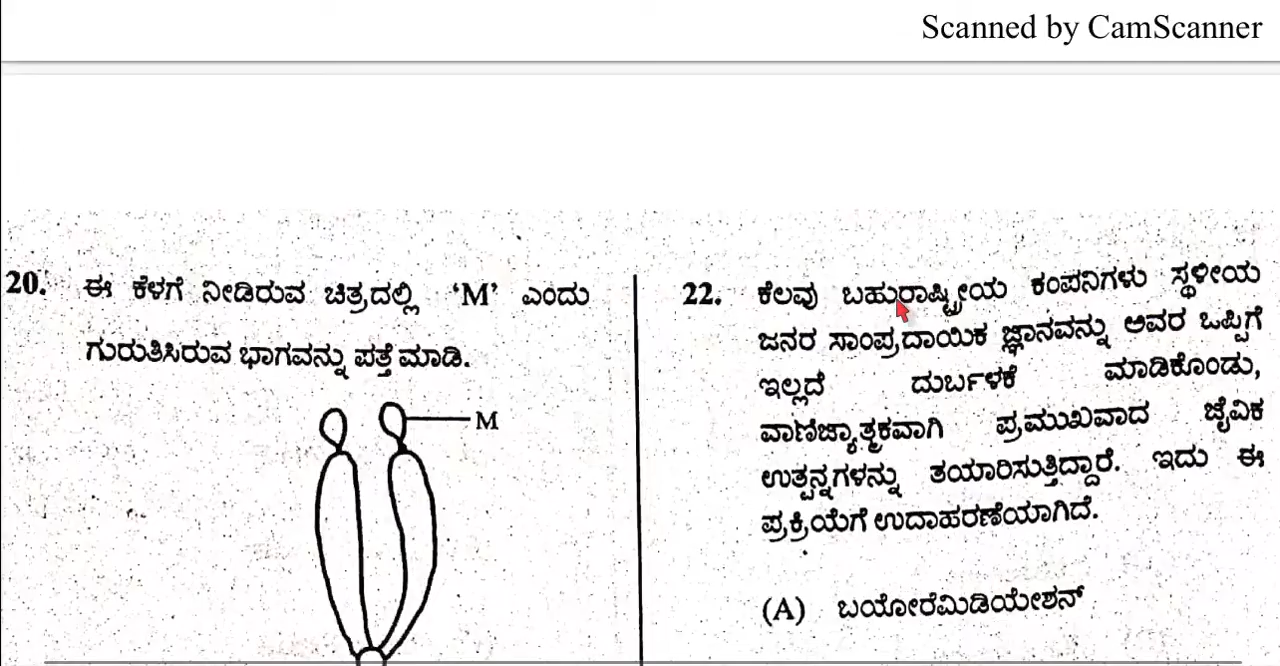 Scanned by CamScanner
20. ಈ ಕೆಳಗೆ ನೀಡಿರುವ ಚಿತ್ರದಲ್ಲಿ ‘M’ ಎಂದು
ಗುರುತಿಸಿರುವ ಭಾಗವನ್ನು ಪತ್ತೆ ಮಾಡಿ.
M
22. ಕೆಲವು ಬಹುರಾಷ್ಟ್ರೀಯ ಕಂಪನಿಗಳು ಸ್ಥಳೀಯ
ಜನರ ಸಾಂಪ್ರದಾಯಿಕ ಜ್ಞಾನವನ್ನು ಅವರ ಒಪ್ಪಿಗೆ
ಇಲ್ಲದೆ ದುರ್ಬಳಕೆ ಮಾಡಿಕೊಂಡು,
ವಾಣಿಜ್ಯಾತ್ಮಕವಾಗಿ ಪ್ರಮುಖವಾದ ಜೈವಿಕ
ಉತ್ಪನ್ನಗಳನ್ನು ತಯಾರಿಸುತ್ತಿದ್ದಾರೆ. ಇದು ಈ
ಪ್ರಕ್ರಿಯೆಗೆ ಉದಾಹರಣೆಯಾಗಿದೆ.
(A) ಬಯೋರೆಮಿಡಿಯೇಶನ್